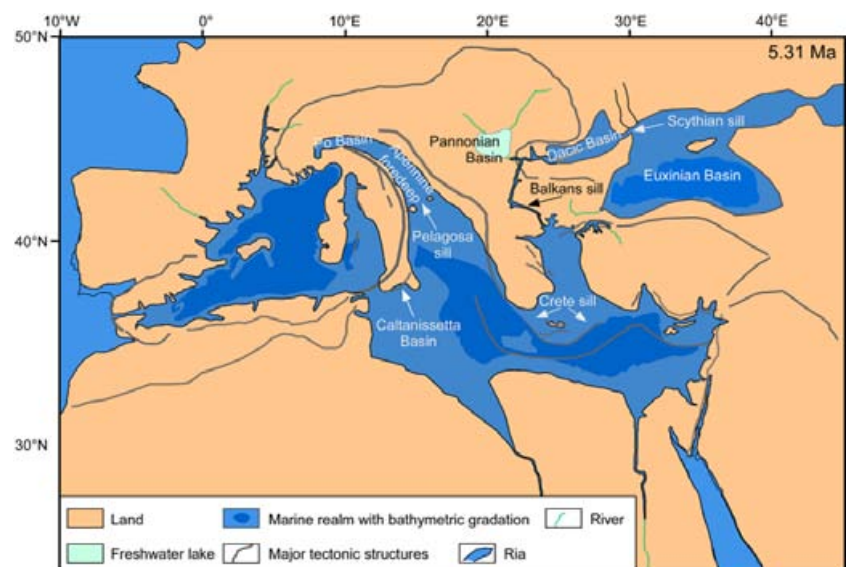 10°W
0°
10°E
20°E
30°E
40°E
50°N
5.31 Ma
Scythian sill
Po Basin
Pannonian
Basin
Dacic Basin
Apennine
foredeep
Euxinian Basin
Balkans sill
40°N
Pelagosa
sill
Crete sill
Caltanissetta
Basin
30°N
Land
Marine realm with bathymetric gradation
River
Freshwater lake
Major tectonic structures
Ria